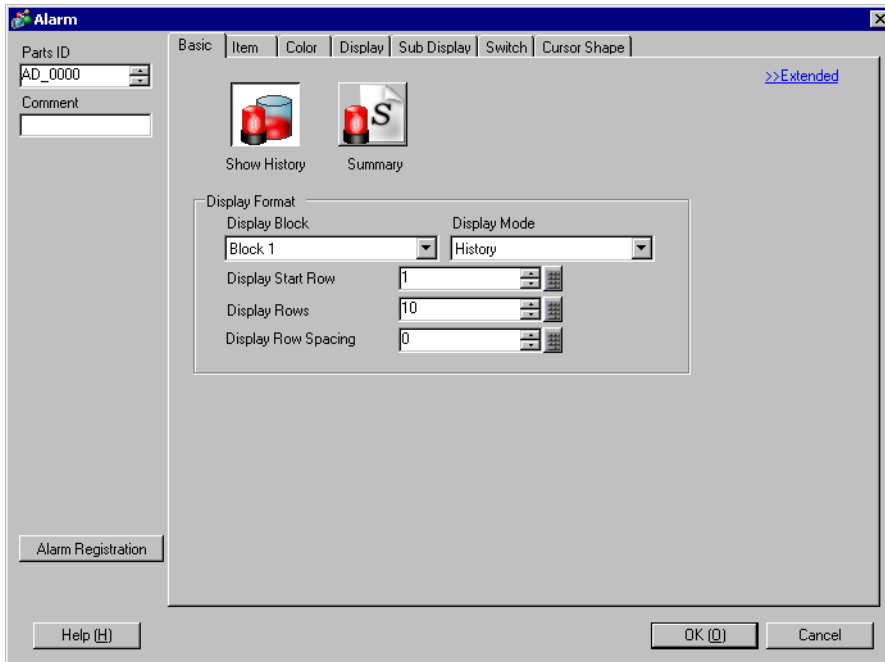 Alarm
Parts ID
AD_0000
Comment
Basic Item Color Display Sub Display Switch Cursor Shape
>>Extended
S
Show History Summary
Display Format
Display Block Display Mode
Block 1 History
Display Start Row 1
Display Rows 10
Display Row Spacing 0
Alarm Registration
Help (H) OK (O) Cancel